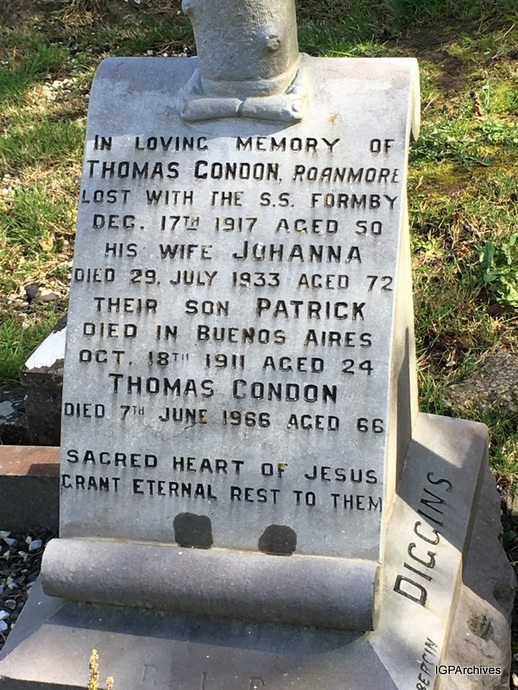 IN LOVING MEMORY OF
THOMAS CONDON, ROANMORE
LOST WITH THE S.S. FORMBY
DEC. 17TH 1917 AGED 50
HIS WIFE JOHANNA
DIED 29, JULY 1933 AGED 72
THEIR SON PATRICK
DIED IN BUENOS AIRES
OCT. 18TH 1911 AGED 24
THOMAS CONDON
DIED 7TH JUNE 1966 AGED 66
SACRED HEART OF JESUS
GRANT ETERNAL REST TO THEM
R.I.P.
DIGGINS
IGPArchives